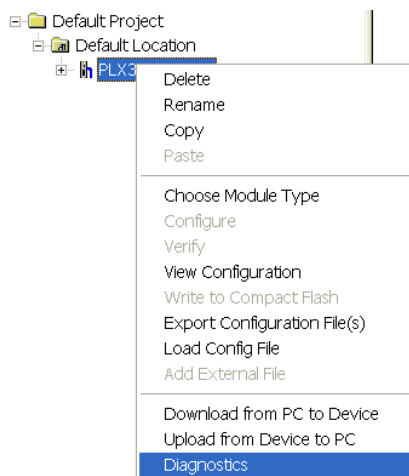 Default Project
Default Location
PLX3
Delete
Rename
Copy
Paste
Choose Module Type
Configure
Verify
View Configuration
Write to Compact Flash
Export Configuration File(s)
Load Config File
Add External File
Download from PC to Device
Upload from Device to PC
Diagnostics